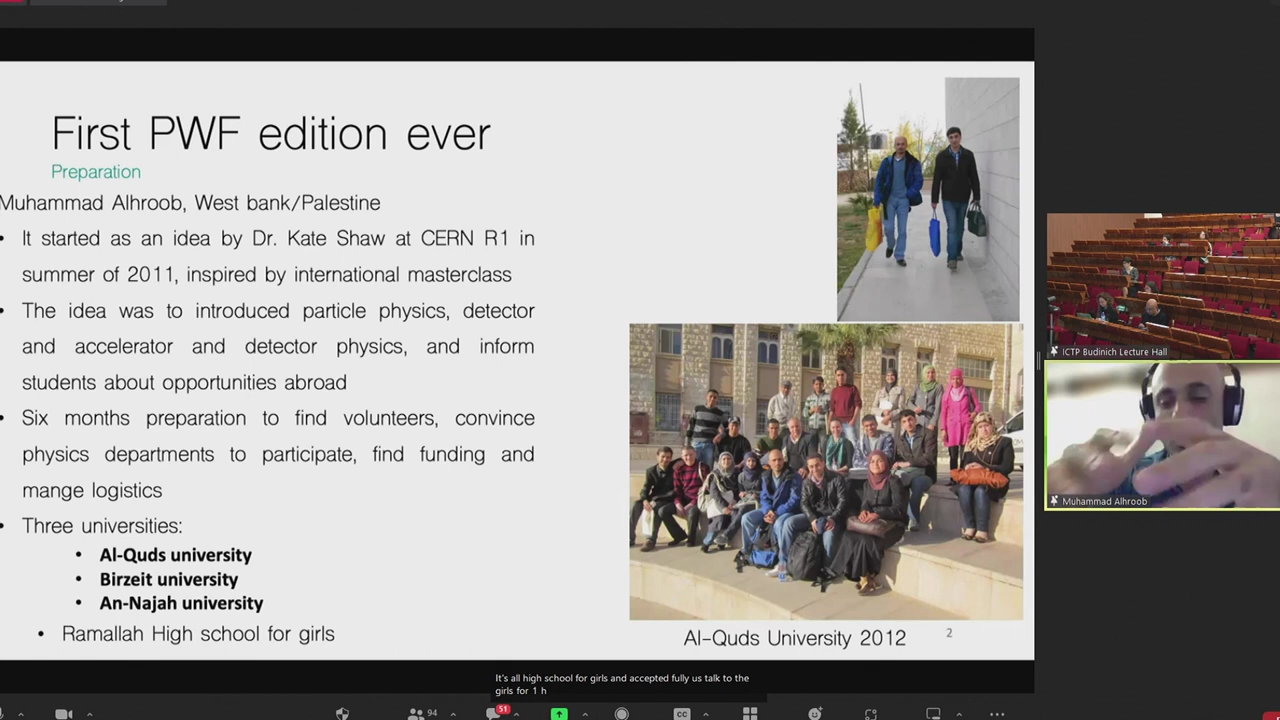 First PWF edition ever
Preparation
Muhammad Alhroob, West bank/Palestine
• It started as an idea by Dr. Kate Shaw at CERN R1 in
summer of 2011, inspired by international masterclass
• The idea was to introduced particle physics, detector
and accelerator and detector physics, and inform
students about opportunities abroad
• Six months preparation to find volunteers, convince
physics departments to participate, find funding and
mange logistics
• Three universities:
• Al-Quds university
• Birzeit university
• An-Najah university
• Ramallah High school for girls
Al-Quds University 2012
2
ICTP Budinich Lecture Hall
Muhammad Alhroob
It's all high school for girls and accepted fully us talk to the
girls for 1 h
94
51
CC